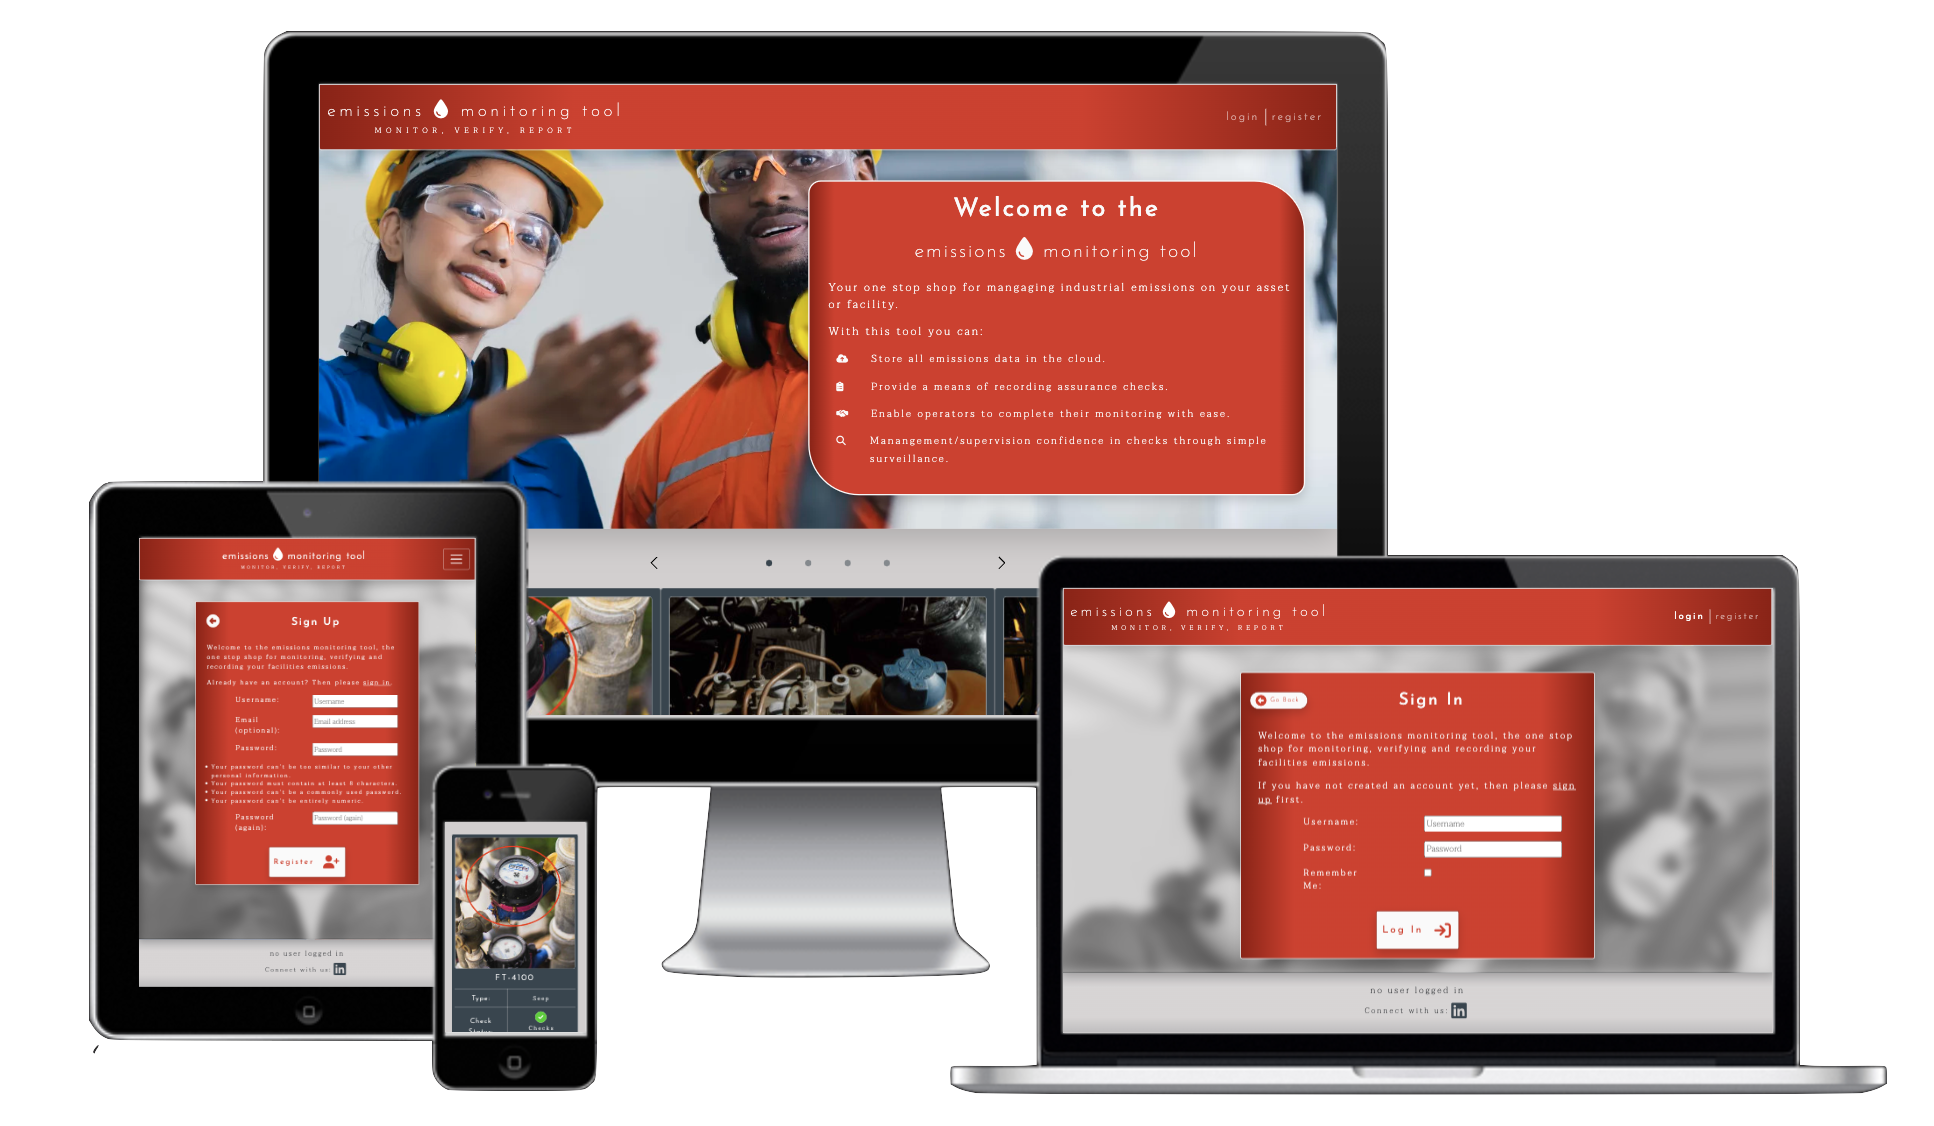 emissions monitoring tool
MONITOR, VERIFY, REPORT
login | register
Welcome to the
emissions monitoring tool
Your one stop shop for mangaging industrial emissions on your asset
or facility.
With this tool you can:
Store all emissions data in the cloud.
Provide a means of recording assurance checks.
Enable operators to complete their monitoring with ease.
Manangement/supervision confidence in checks through simple
surveillance.
emissions monitoring tool
MONITOR, VERIFY, REPORT
Sign Up
Welcome to the emissions monitoring tool, the
one stop shop for monitoring, verifying and
recording your facilities emissions.
Already have an account? Then please sign in.
Username:
Username
Email
(optional):
Email address
Password:
Password
Your password can't be too similar to your other
personal information.
Your password must contain at least 8 characters.
Your password can't be a commonly used password.
Your password can't be entirely numeric.
Password
(again):
Password (again)
Register
no user logged in
Connect with us: in
FT-4100
Type:
Soap
Check
Status:
Checks
emissions monitoring tool
MONITOR, VERIFY, REPORT
login | register
Go Back
Sign In
Welcome to the emissions monitoring tool, the one stop
shop for monitoring, verifying and recording your
facilities emissions.
If you have not created an account yet, then please sign
up first.
Username:
Username
Password:
Password
Remember
Me:
Log In
no user logged in
Connect with us: in